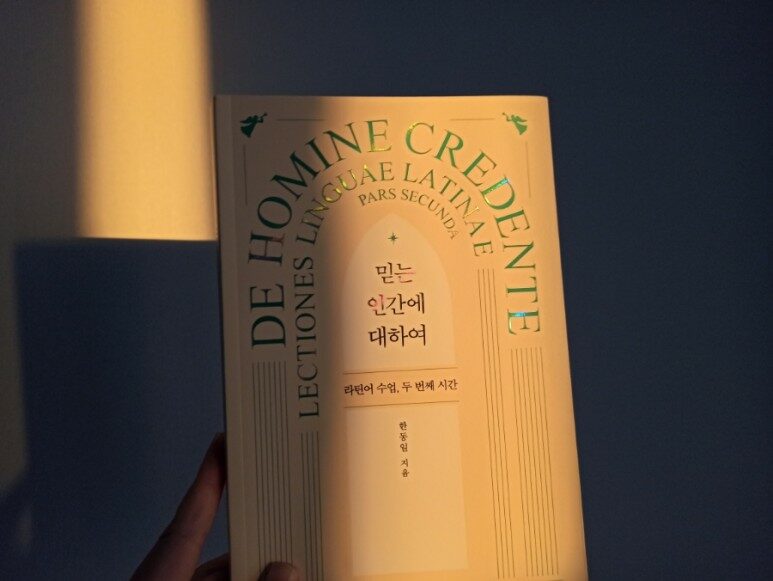 DE HOMINE CREDENTE
LECTIONES LINGUAE LATINAE
PARS SECUNDA
믿는
인간에
대하여
라틴어 수업, 두 번째 시간
한동일 지음